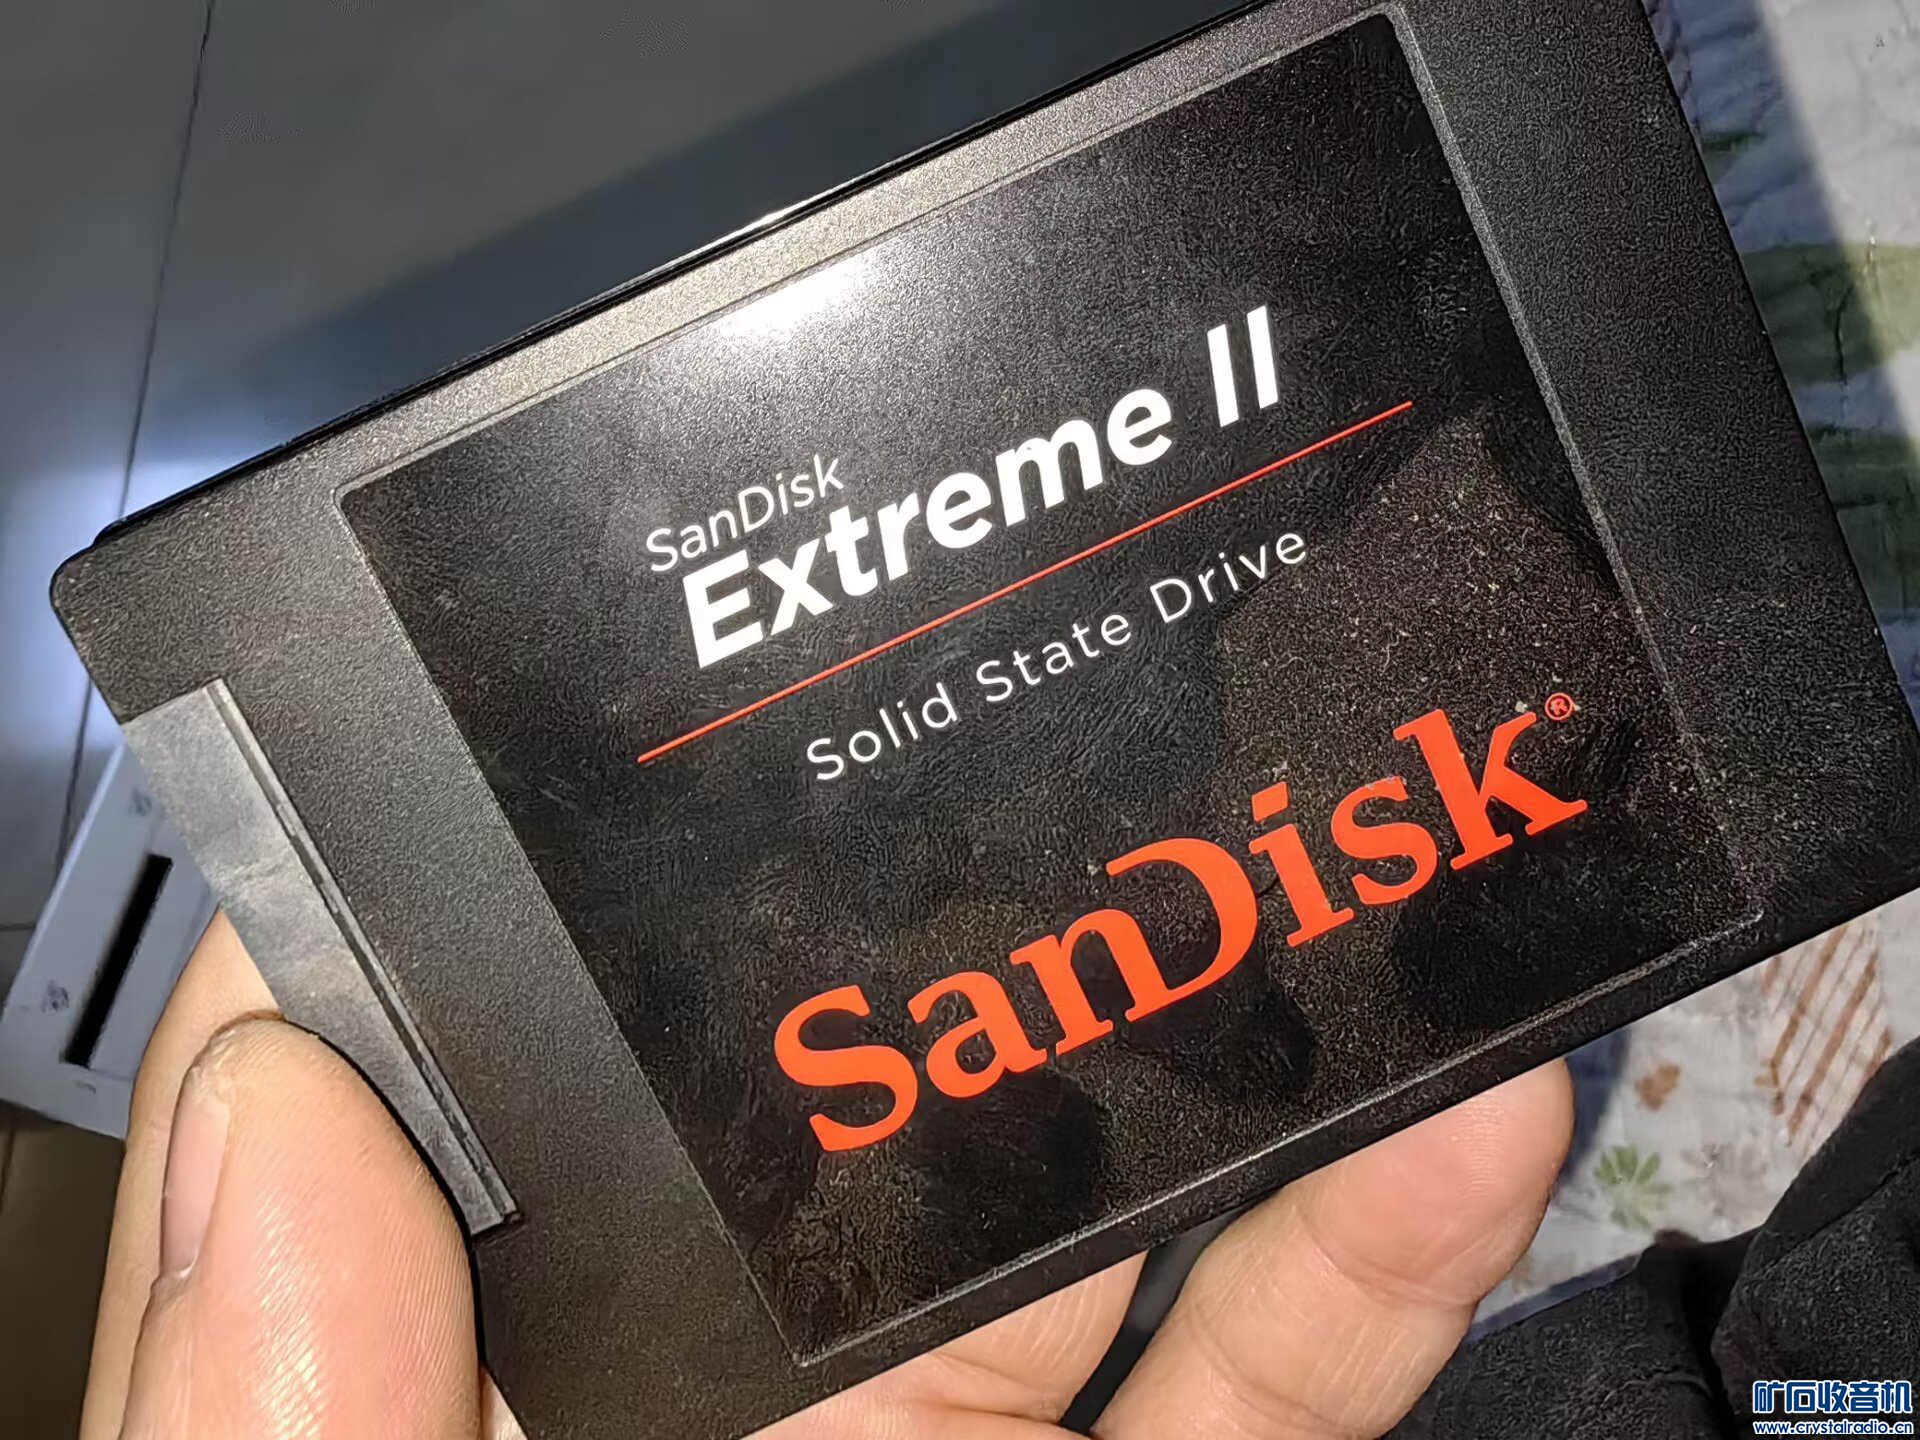 SanDisk
Extreme II
Solid State Drive
SanDisk®
矿石收音机
www.crystalradio.cn